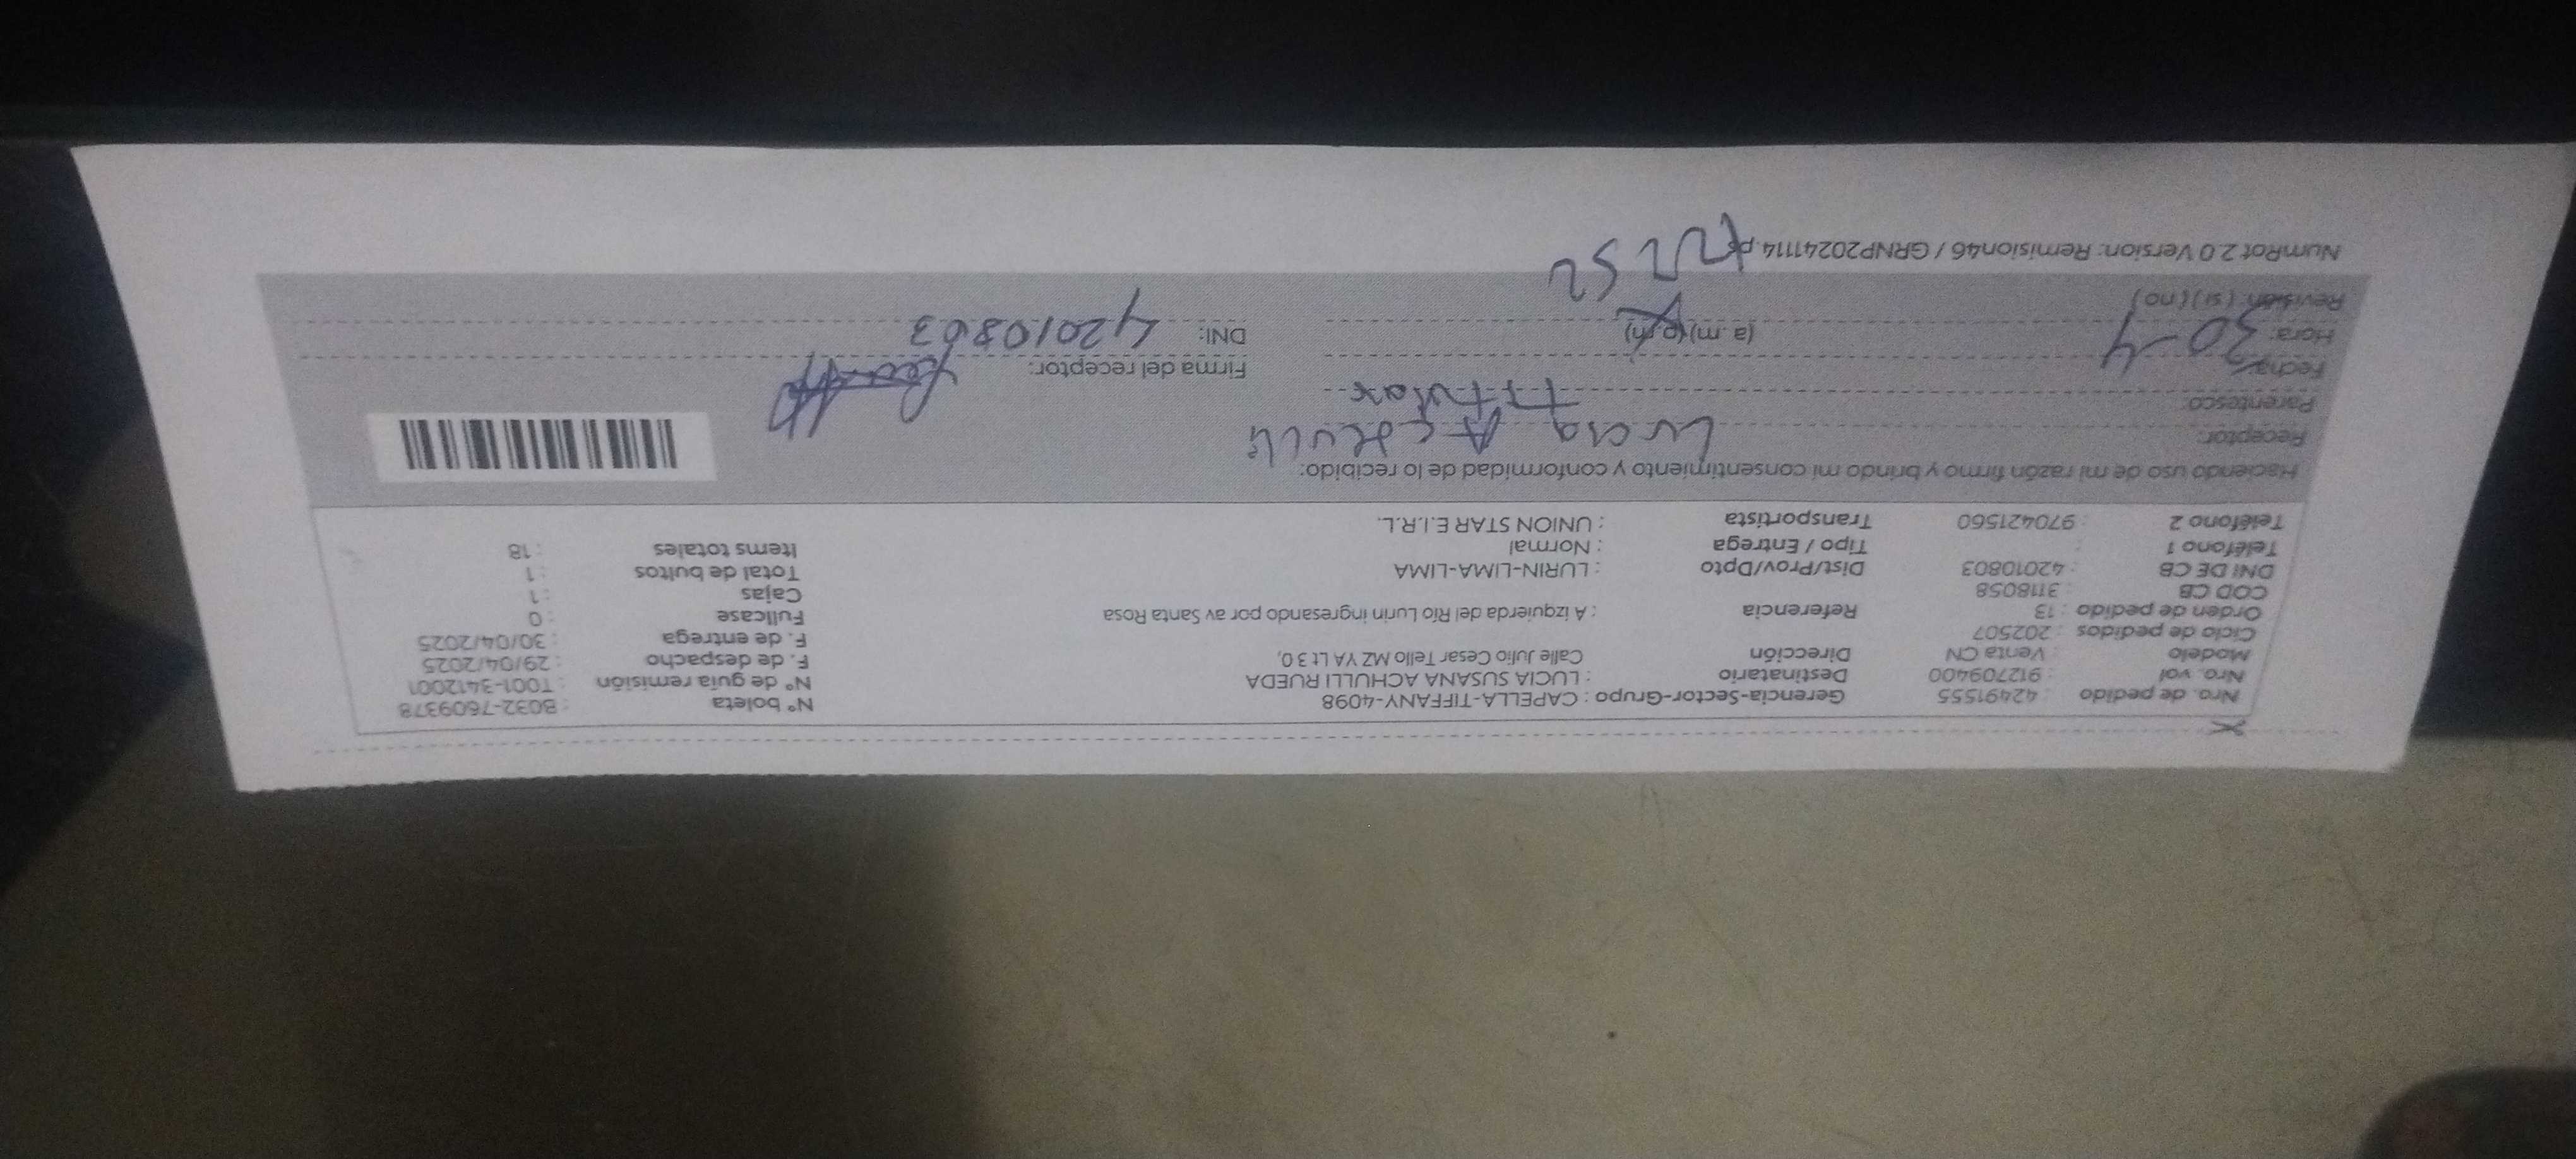 Nro. de pedido : 42491555 Gerencia-Sector-Grupo : CAPELLA-TIFFANY-4098 N° boleta : B032-7609378
Nro. vol : 912709400 Destinatario : LUCIA SUSANA ACHULLI RUEDA N° de guía remisión : T001-3412001
Modelo : Venta CN Dirección Calle Julio Cesar Tello MZ YA Lt 3 0, F. de despacho : 29/04/2025
Ciclo de pedidos : 202507 F. de entrega : 30/04/2025
Orden de pedido : 13 Referencia : A izquierda del Río Lurin ingresando por av Santa Rosa Fullcase : 0
COD CB : 3118058 Cajas : 1
DNI DE CB : 42010803 Dist/Prov/Dpto : LURIN-LIMA-LIMA Total de bultos : 1
Teléfono 1 : Tipo / Entrega : Normal Items totales : 18
Teléfono 2 : 970421560 Transportista : UNION STAR E.I.R.L.
Haciendo uso de mi razón firmo y brindo mi consentimiento y conformidad de lo recibido:
Receptor: Lucia Achulli
Parentesco: Titular
Fecha: 30-4 Firma del receptor:
Hora: (a.m)(p.m) DNI: 42010803
Revisión: (si) (no)
NumRot 2.0 Version: Remision46 / GRNP20241114